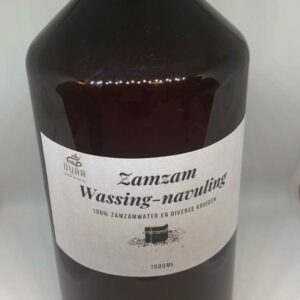 Zamzam
Wassing-navuling
100% ZAMZAMWATER EN DIVERSE KRUIDEN
1000ML